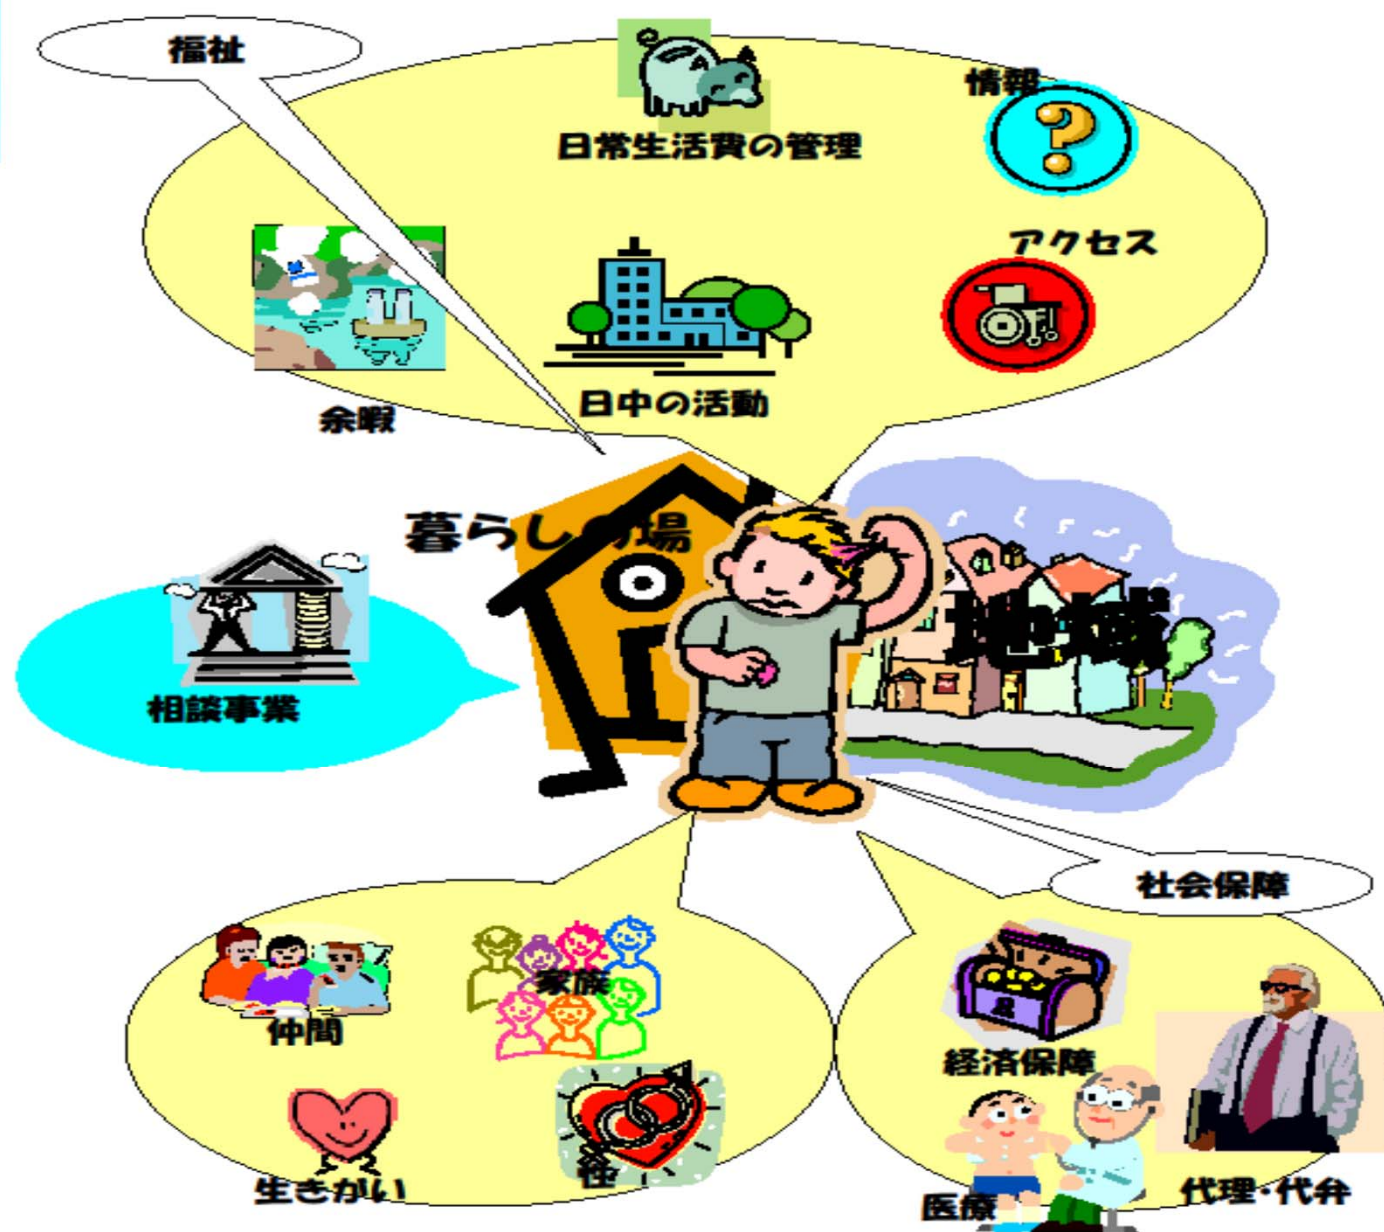 福祉
情報
日常生活費の管理
アクセス
日中の活動
余暇
暮らしの場
地域
相談事業
社会保障
家族
仲間
経済保障
性
生きがい
医療
代理・代弁